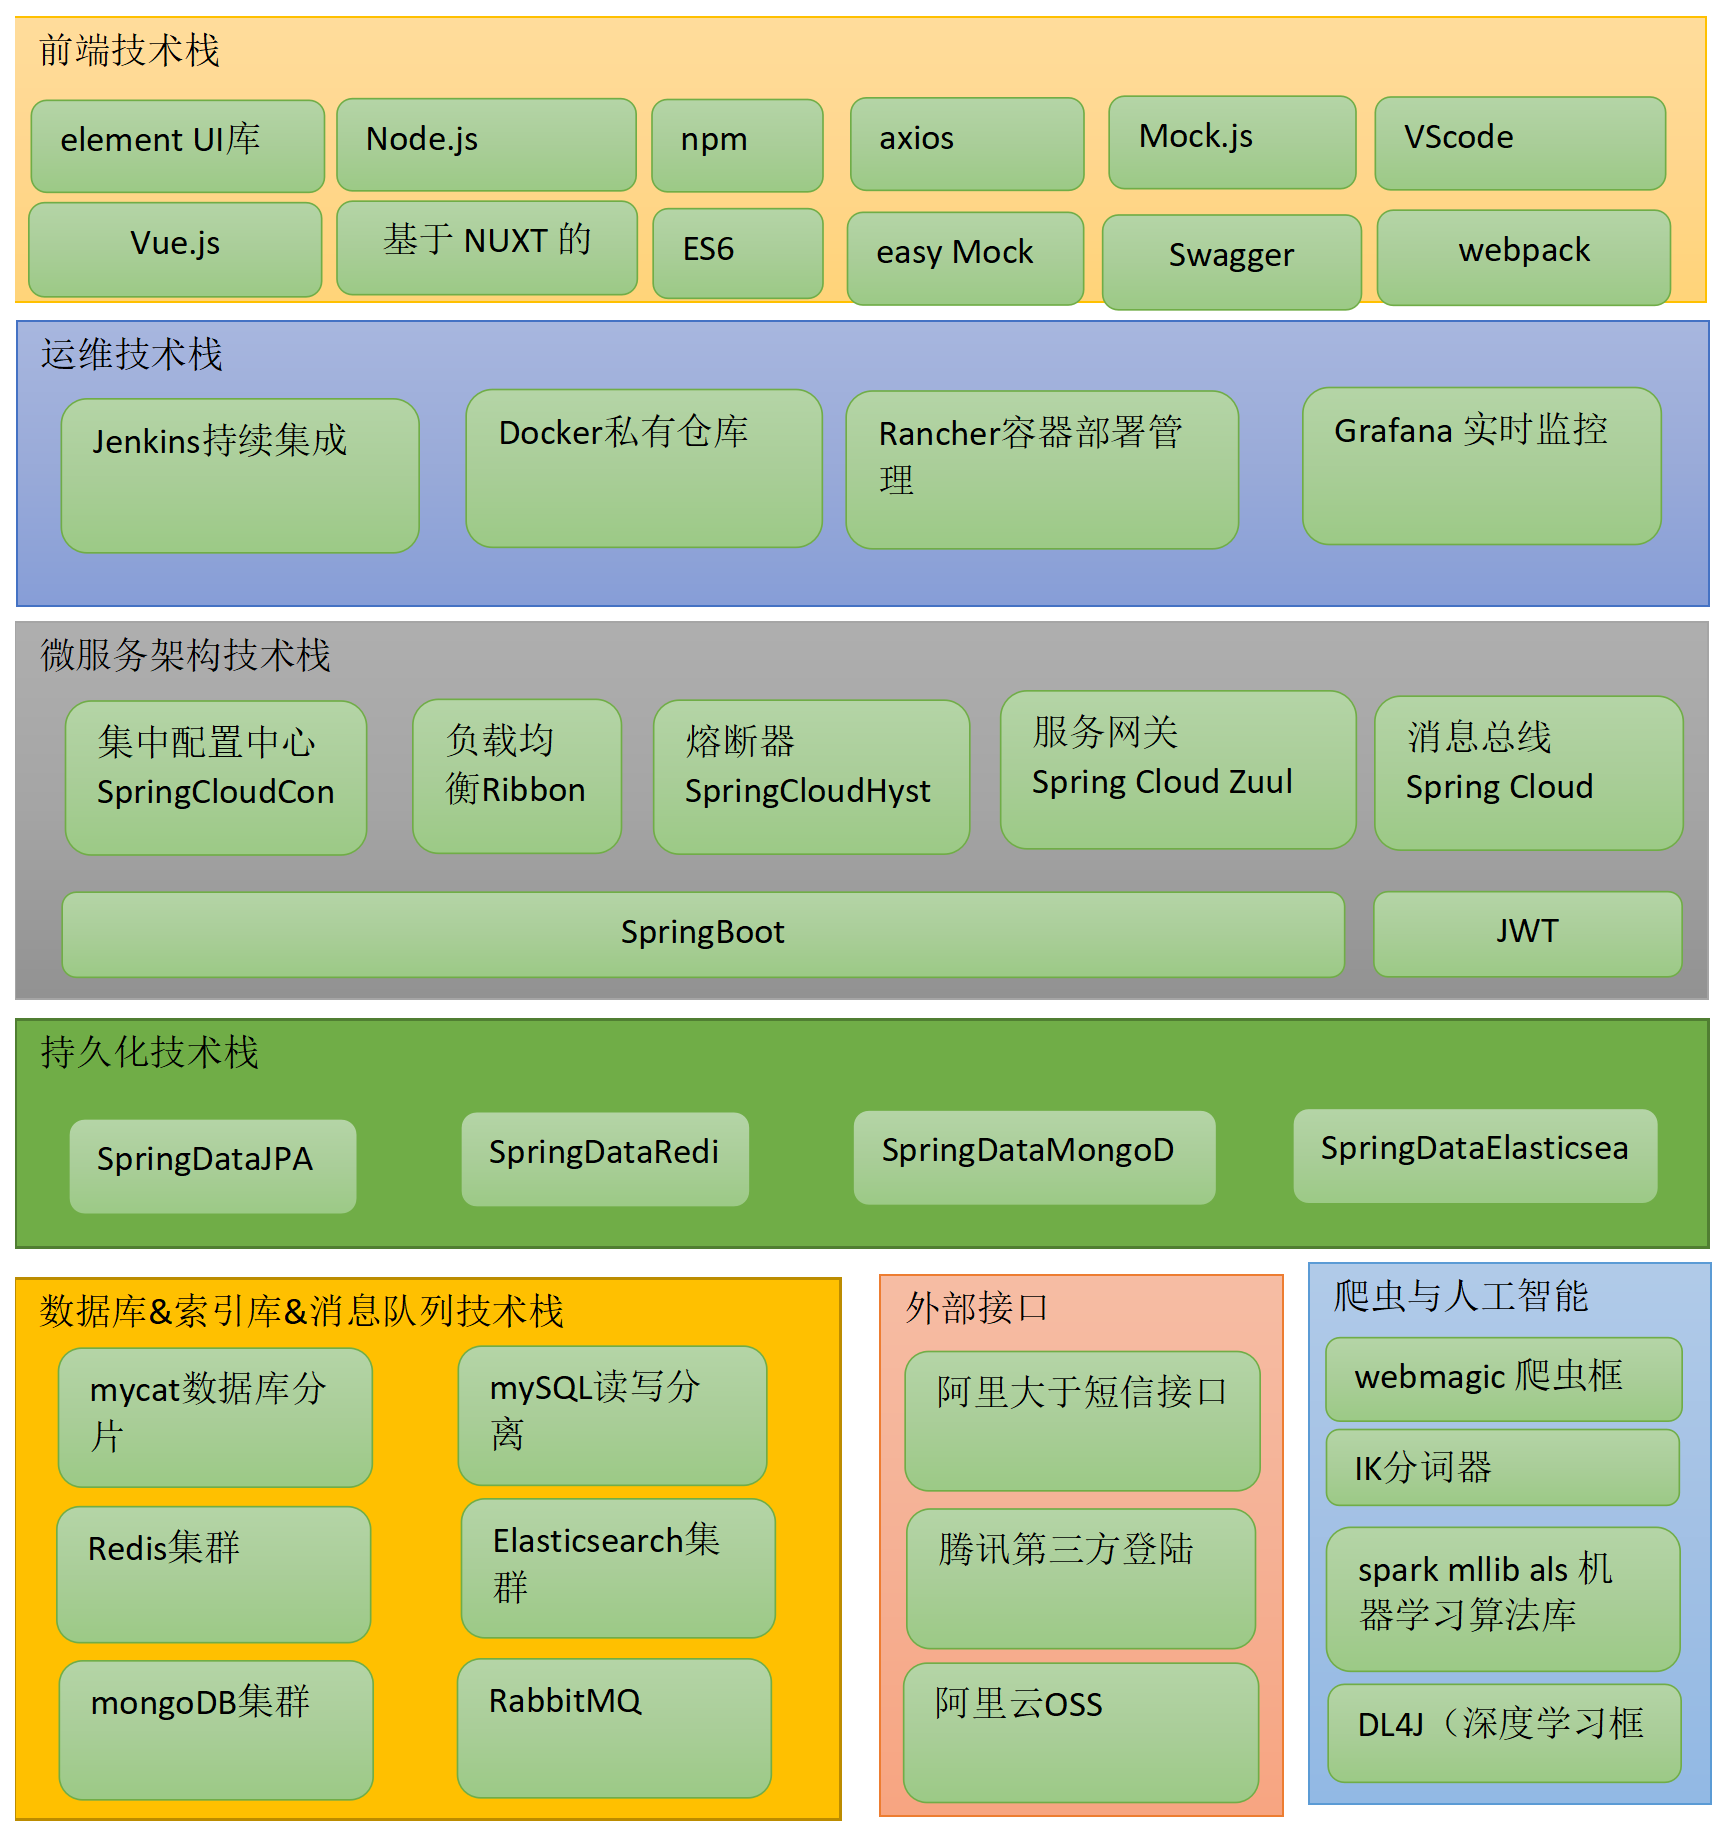 前端技术栈
element UI库
Node.js
npm
axios
Mock.js
VScode
Vue.js
基于 NUXT 的
ES6
easy Mock
Swagger
webpack
运维技术栈
Jenkins持续集成
Docker私有仓库
Rancher容器部署管
理
Grafana 实时监控
微服务架构技术栈
集中配置中心
SpringCloudCon
负载均
衡Ribbon
熔断器
SpringCloudHyst
服务网关
Spring Cloud Zuul
消息总线
Spring Cloud
SpringBoot
JWT
持久化技术栈
SpringDataJPA
SpringDataRedi
SpringDataMongoD
SpringDataElasticsea
数据库&索引库&消息队列技术栈
mycat数据库分
片
mySQL读写分
离
Redis集群
Elasticsearch集
群
mongoDB集群
RabbitMQ
外部接口
阿里大于短信接口
腾讯第三方登陆
阿里云OSS
爬虫与人工智能
webmagic 爬虫框
IK分词器
spark mllib als 机
器学习算法库
DL4J（深度学习框